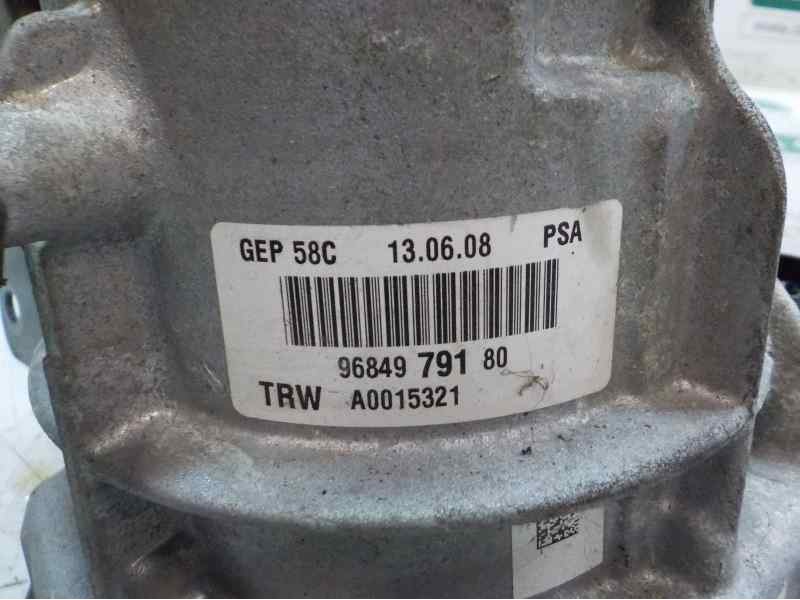 GEP 58C 13.06.08 PSA
96849 791 80
TRW A0015321